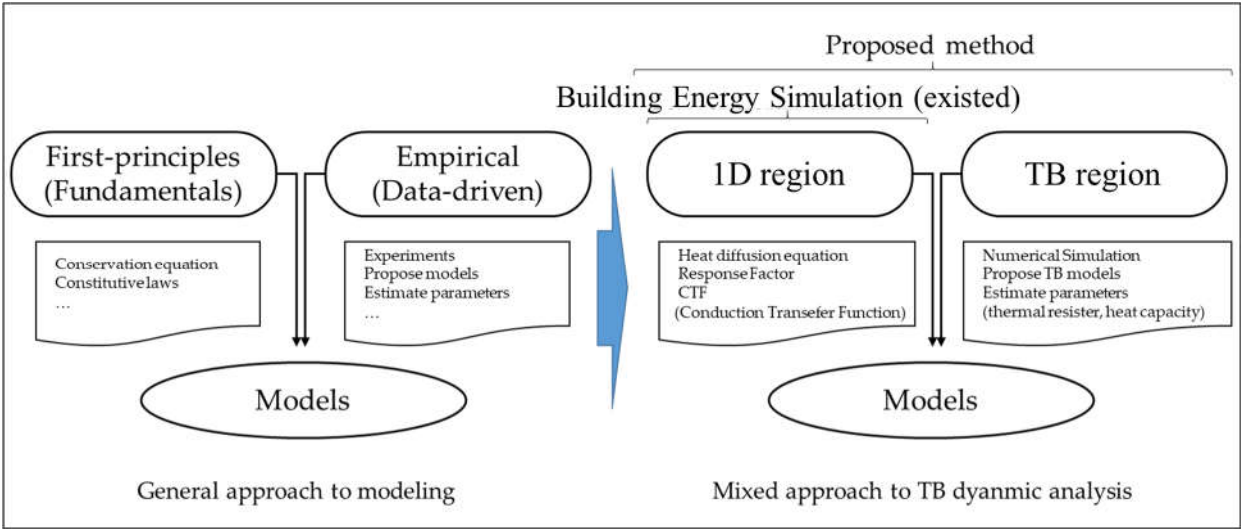 Proposed method
Building Energy Simulation (existed)
First-principles
(Fundamentals)
Empirical
(Data-driven)
1D region
TB region
Conservation equation
Constitutive laws
…
Experiments
Propose models
Estimate parameters
…
Heat diffusion equation
Response Factor
CTF
(Conduction Transefer Function)
Numerical Simulation
Propose TB models
Estimate parameters
(thermal resister, heat capacity)
Models
Models
General approach to modeling
Mixed approach to TB dyanmic analysis